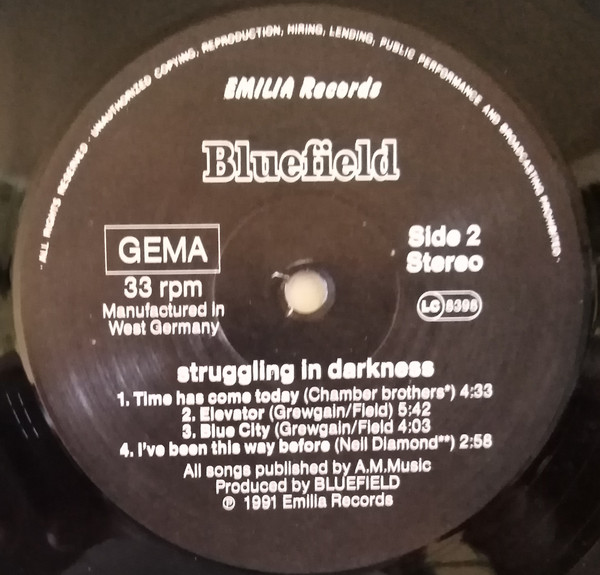 · ALL RIGHTS RESERVED · UNAUTHORIZED COPYING, REPRODUCTION, HIRING, LENDING, PUBLIC PERFORMANCE AND BROADCASTING PROHIBITED ·
EMILIA Records
Bluefield
GEMA
33 rpm
Manufactured in
West Germany
Side 2
Stereo
LC 8398
struggling in darkness
1. Time has come today (Chamber brothers*) 4:33
2. Elevator (Grewgain/Field) 5:42
3. Blue City (Grewgain/Field 4:03
4. I've been this way before (Neil Diamond**) 2:58
All songs published by A.M.Music
Produced by BLUEFIELD
℗ 1991 Emilia Records